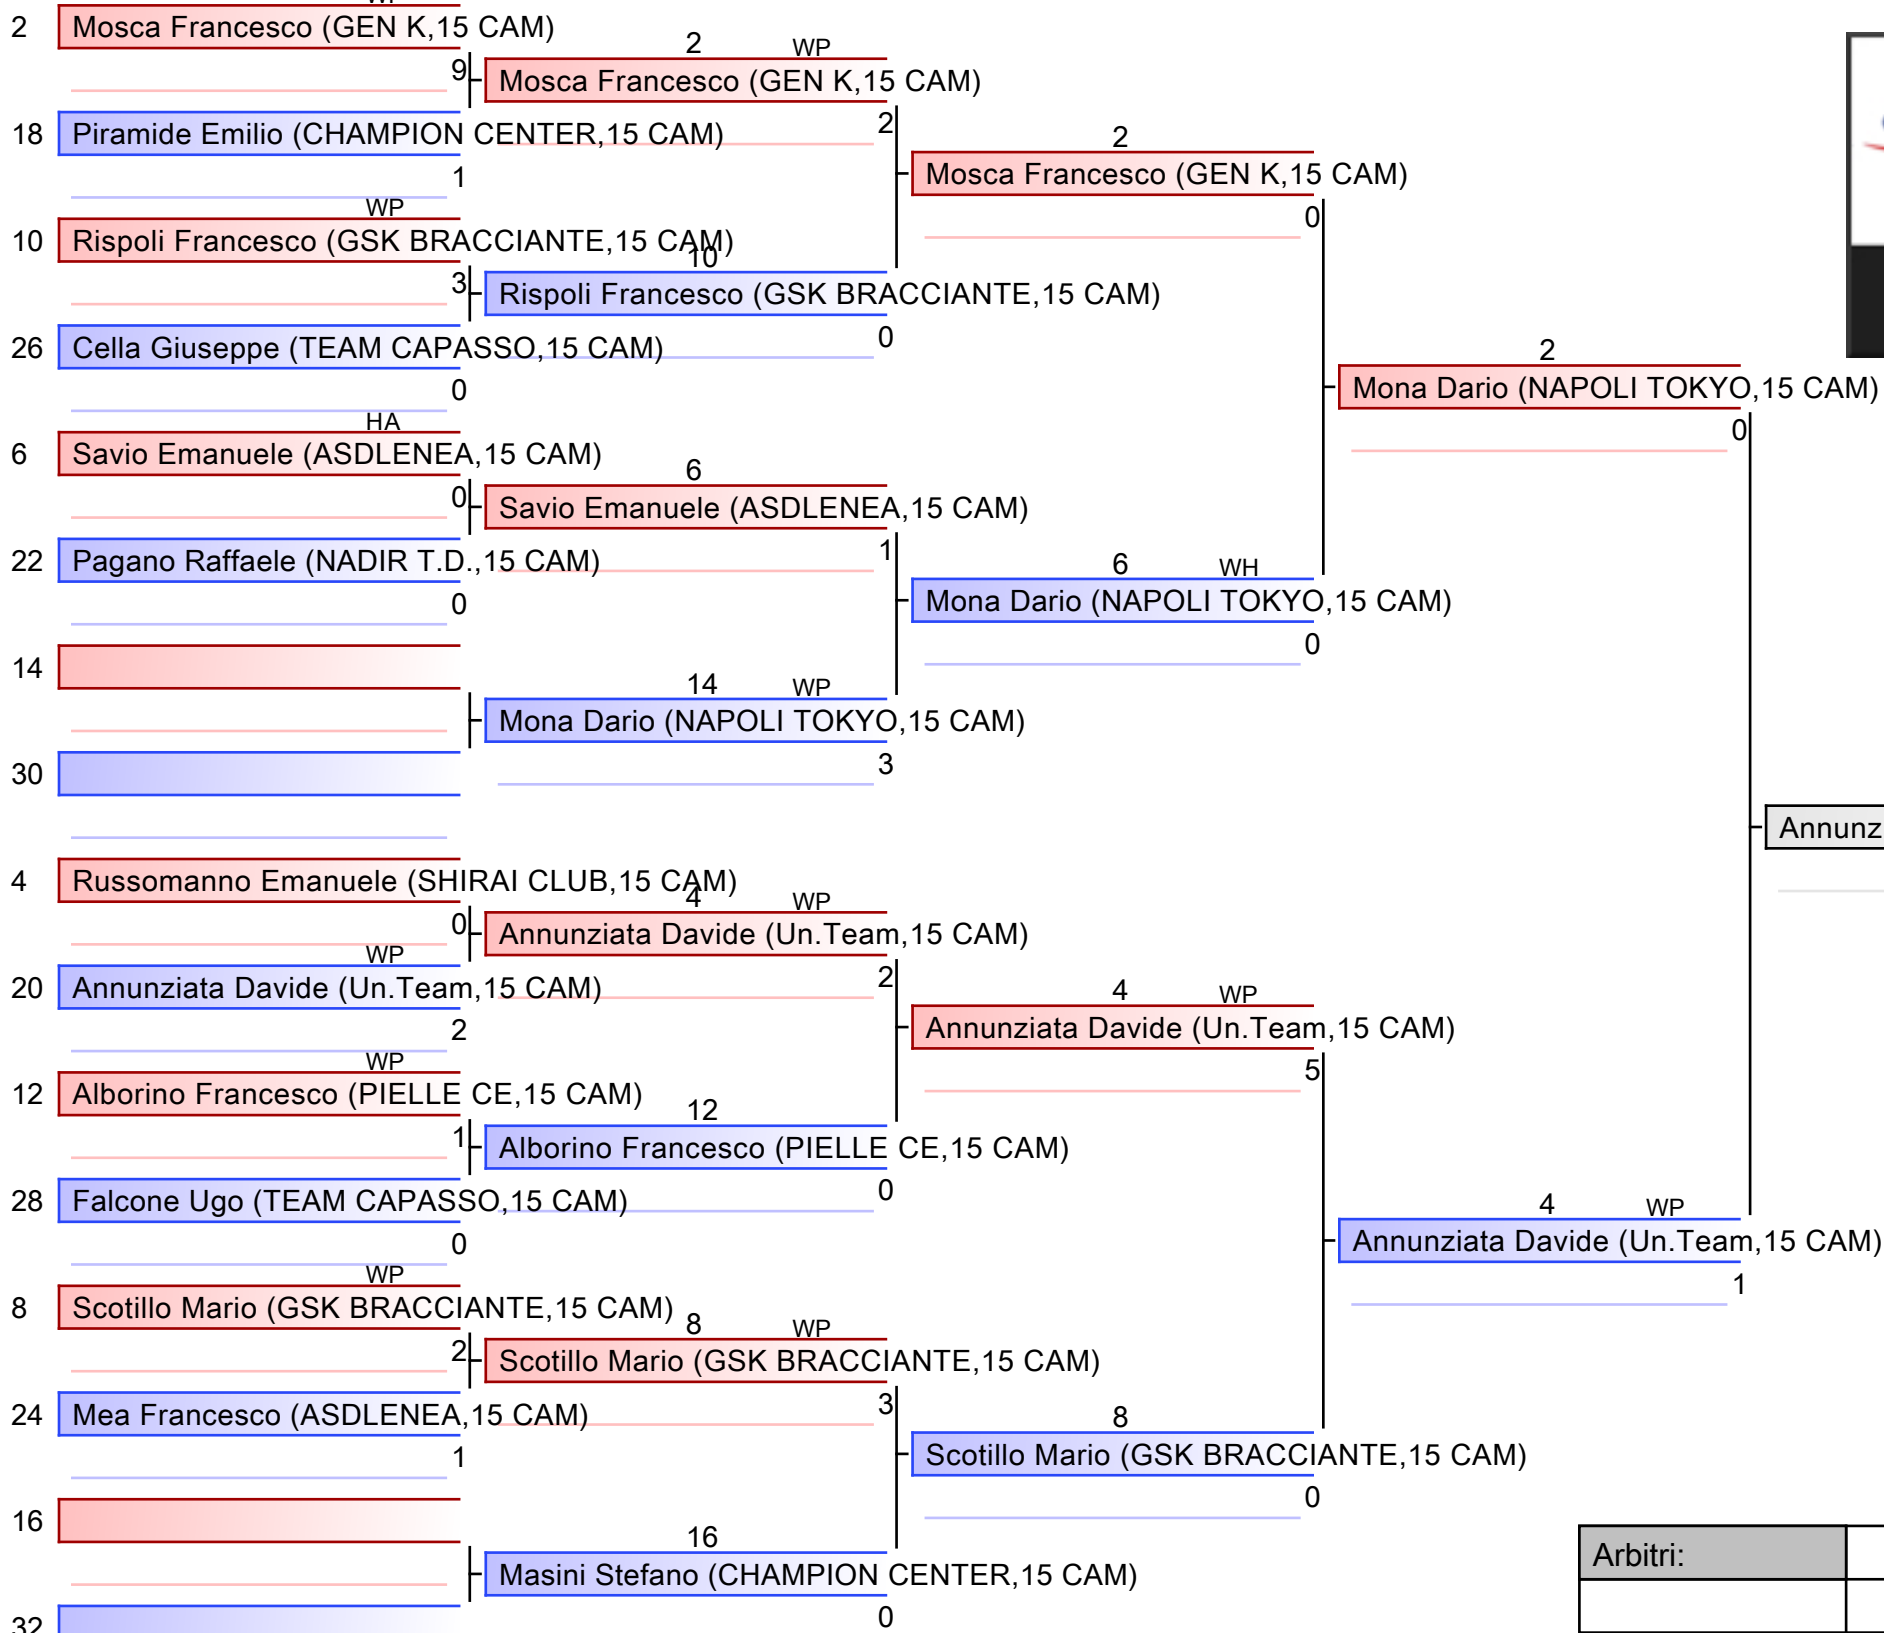 2 Mosca Francesco (GEN K,15 CAM)
9
2 WP
Mosca Francesco (GEN K,15 CAM)
2
18 Piramide Emilio (CHAMPION CENTER,15 CAM)
1
2
Mosca Francesco (GEN K,15 CAM)
0
WP
10 Rispoli Francesco (GSK BRACCIANTE,15 CAM)
3
10
Rispoli Francesco (GSK BRACCIANTE,15 CAM)
0
26 Cella Giuseppe (TEAM CAPASSO,15 CAM)
0
2
Mona Dario (NAPOLI TOKYO,15 CAM)
0
HA
6 Savio Emanuele (ASDLENEA,15 CAM)
0
6
Savio Emanuele (ASDLENEA,15 CAM)
1
22 Pagano Raffaele (NADIR T.D.,15 CAM)
0
6 WH
Mona Dario (NAPOLI TOKYO,15 CAM)
0
14
14 WP
Mona Dario (NAPOLI TOKYO,15 CAM)
3
30
Annunz
4 Russomanno Emanuele (SHIRAI CLUB,15 CAM)
0
4 WP
Annunziata Davide (Un.Team,15 CAM)
2
WP
20 Annunziata Davide (Un.Team,15 CAM)
2
4 WP
Annunziata Davide (Un.Team,15 CAM)
5
WP
12 Alborino Francesco (PIELLE CE,15 CAM)
1
12
Alborino Francesco (PIELLE CE,15 CAM)
0
28 Falcone Ugo (TEAM CAPASSO,15 CAM)
0
4 WP
Annunziata Davide (Un.Team,15 CAM)
1
WP
8 Scotillo Mario (GSK BRACCIANTE,15 CAM)
2
8 WP
Scotillo Mario (GSK BRACCIANTE,15 CAM)
3
24 Mea Francesco (ASDLENEA,15 CAM)
1
8
Scotillo Mario (GSK BRACCIANTE,15 CAM)
0
16
16
Masini Stefano (CHAMPION CENTER,15 CAM)
0
32
Arbitri: